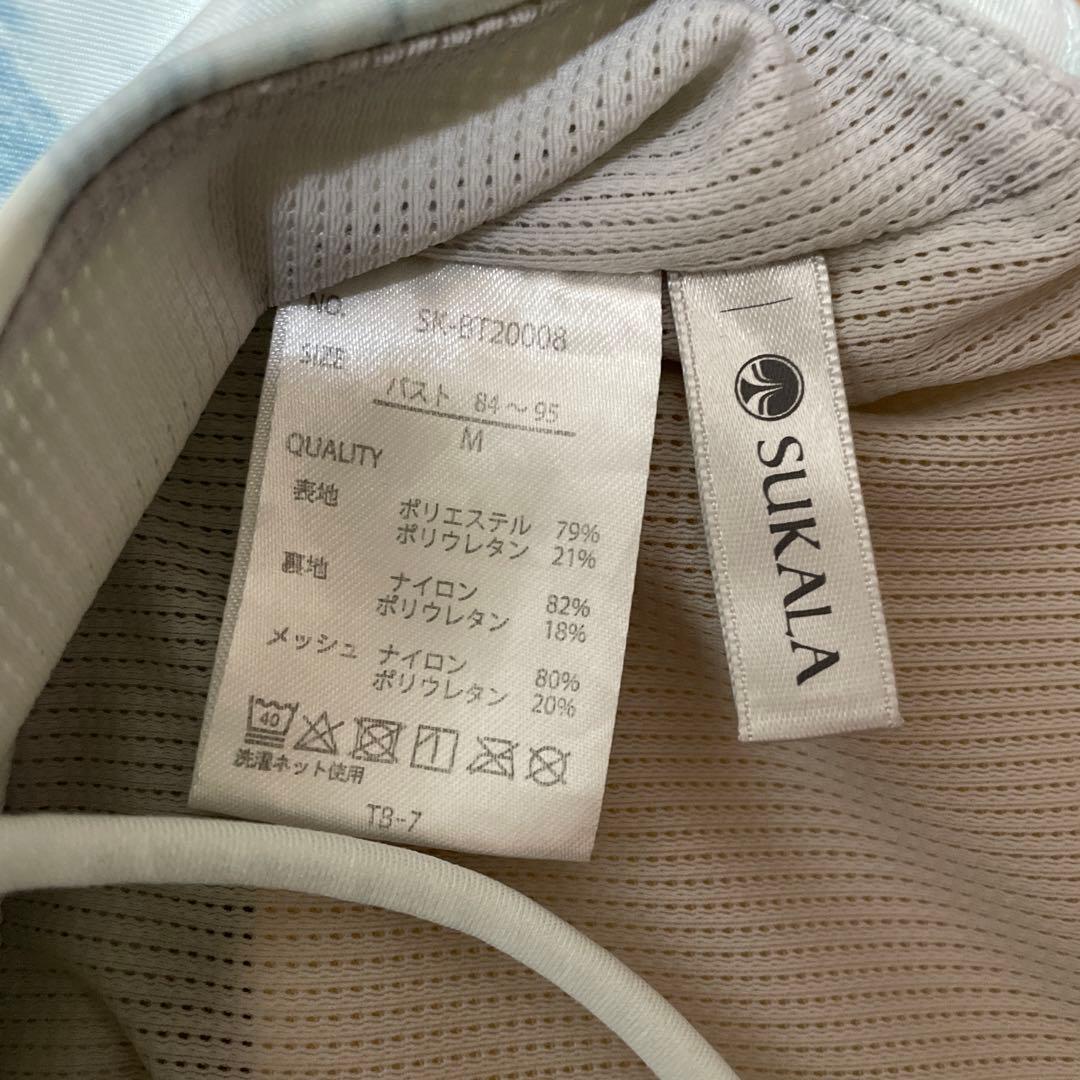 NO. SK-BT20008
SIZE
バスト 84～95
M
QUALITY
表地 ポリエステル 79%
ポリウレタン 21%
裏地 ナイロン 82%
ポリウレタン 18%
メッシュ ナイロン 80%
ポリウレタン 20%
40
洗濯ネット使用
TB-7
SUKALA